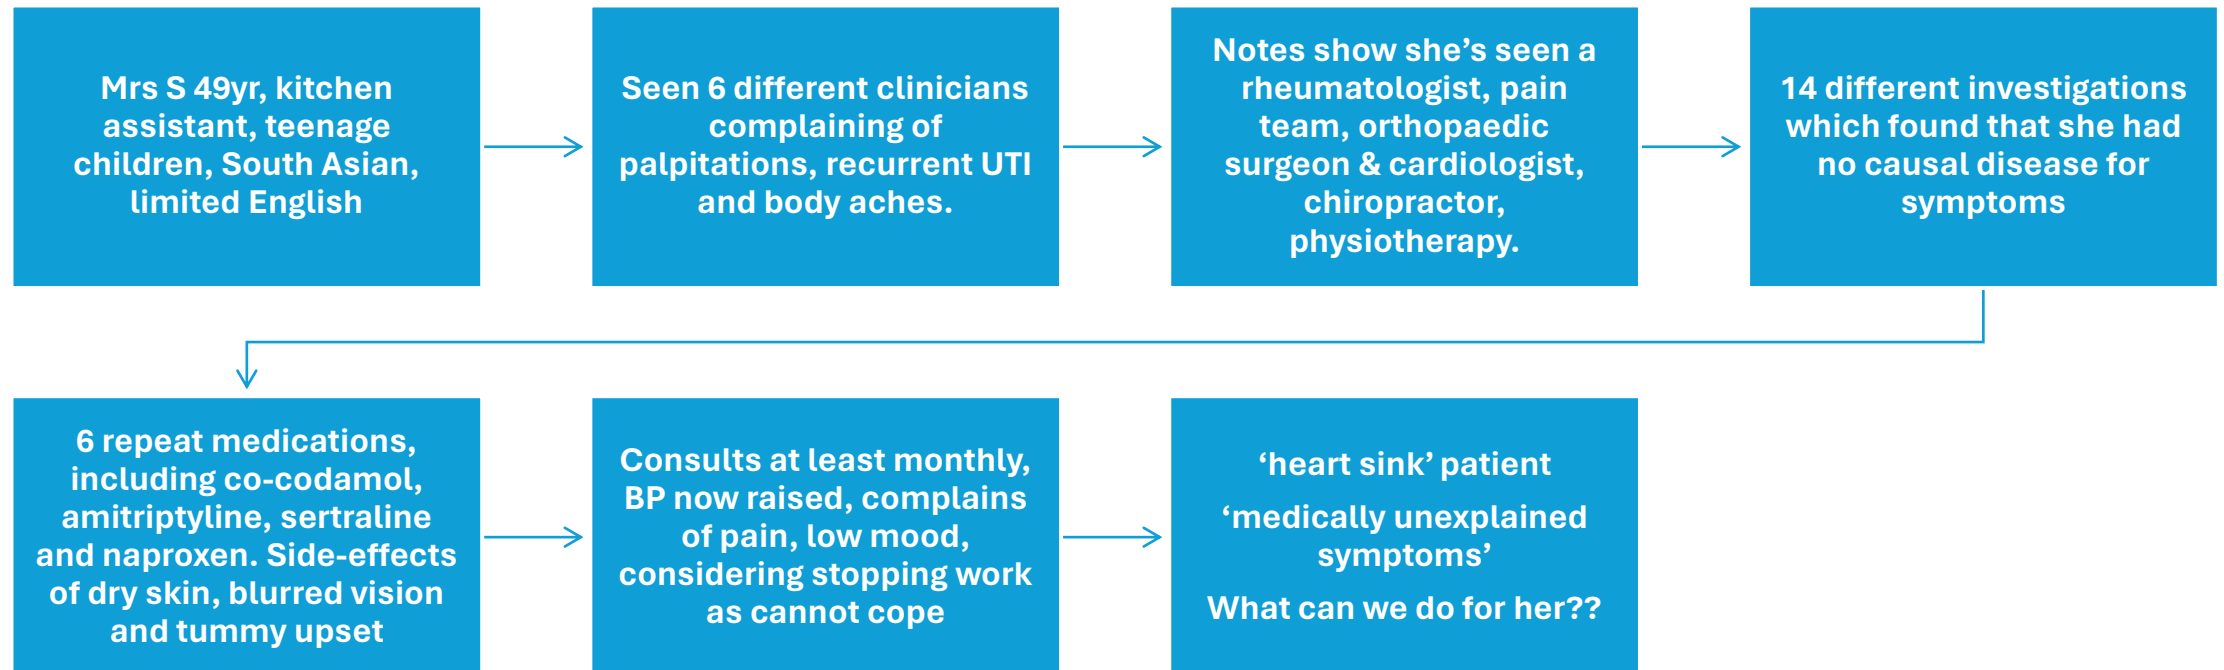 Mrs S 49yr, kitchen
assistant, teenage
children, South Asian,
limited English
Seen 6 different clinicians
complaining of
palpitations, recurrent UTI
and body aches.
Notes show she's seen a
rheumatologist, pain
team, orthopaedic
surgeon & cardiologist,
chiropractor,
physiotherapy.
14 different investigations
which found that she had
no causal disease for
symptoms
6 repeat medications,
including co-codamol,
amitriptyline, sertraline
and naproxen. Side-effects
of dry skin, blurred vision
and tummy upset
Consults at least monthly,
BP now raised, complains
of pain, low mood,
considering stopping work
as cannot cope
‘heart sink’ patient
‘medically unexplained
symptoms’
What can we do for her??